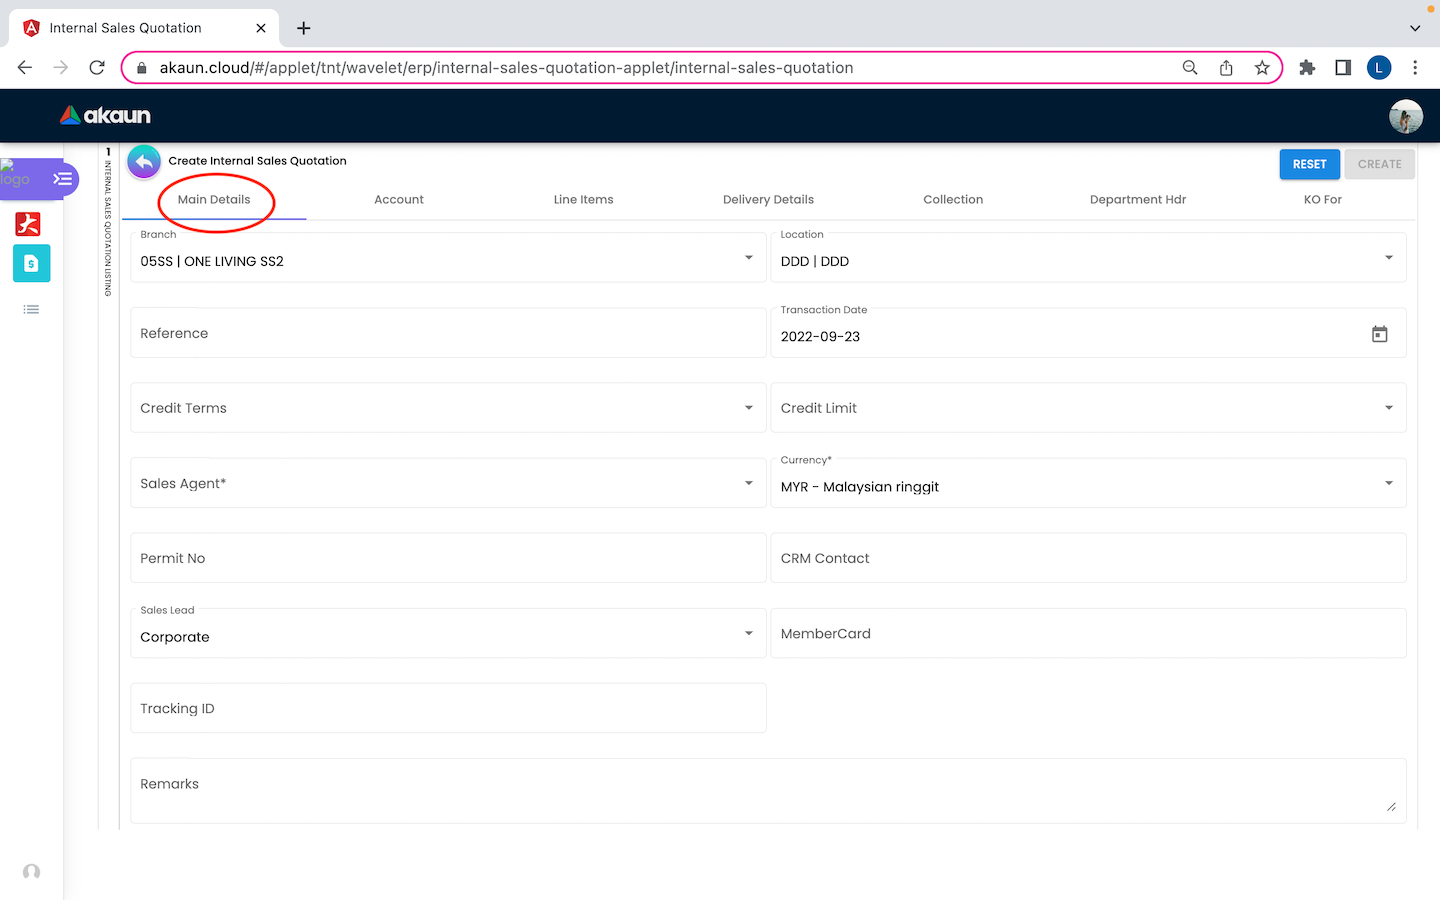 Internal Sales Quotation
akaun.cloud/#/applet/tnt/wavelet/erp/internal-sales-quotation-applet/internal-sales-quotation
L
akaun
logo
1
INTERNAL SALES QUOTATION LISTING
Create Internal Sales Quotation
RESET
CREATE
Main Details
Account
Line Items
Delivery Details
Collection
Department Hdr
KO For
Branch
05SS | ONE LIVING SS2
Location
DDD | DDD
Reference
Transaction Date
2022-09-23
Credit Terms
Credit Limit
Sales Agent*
Currency*
MYR - Malaysian ringgit
Permit No
CRM Contact
Sales Lead
Corporate
MemberCard
Tracking ID
Remarks